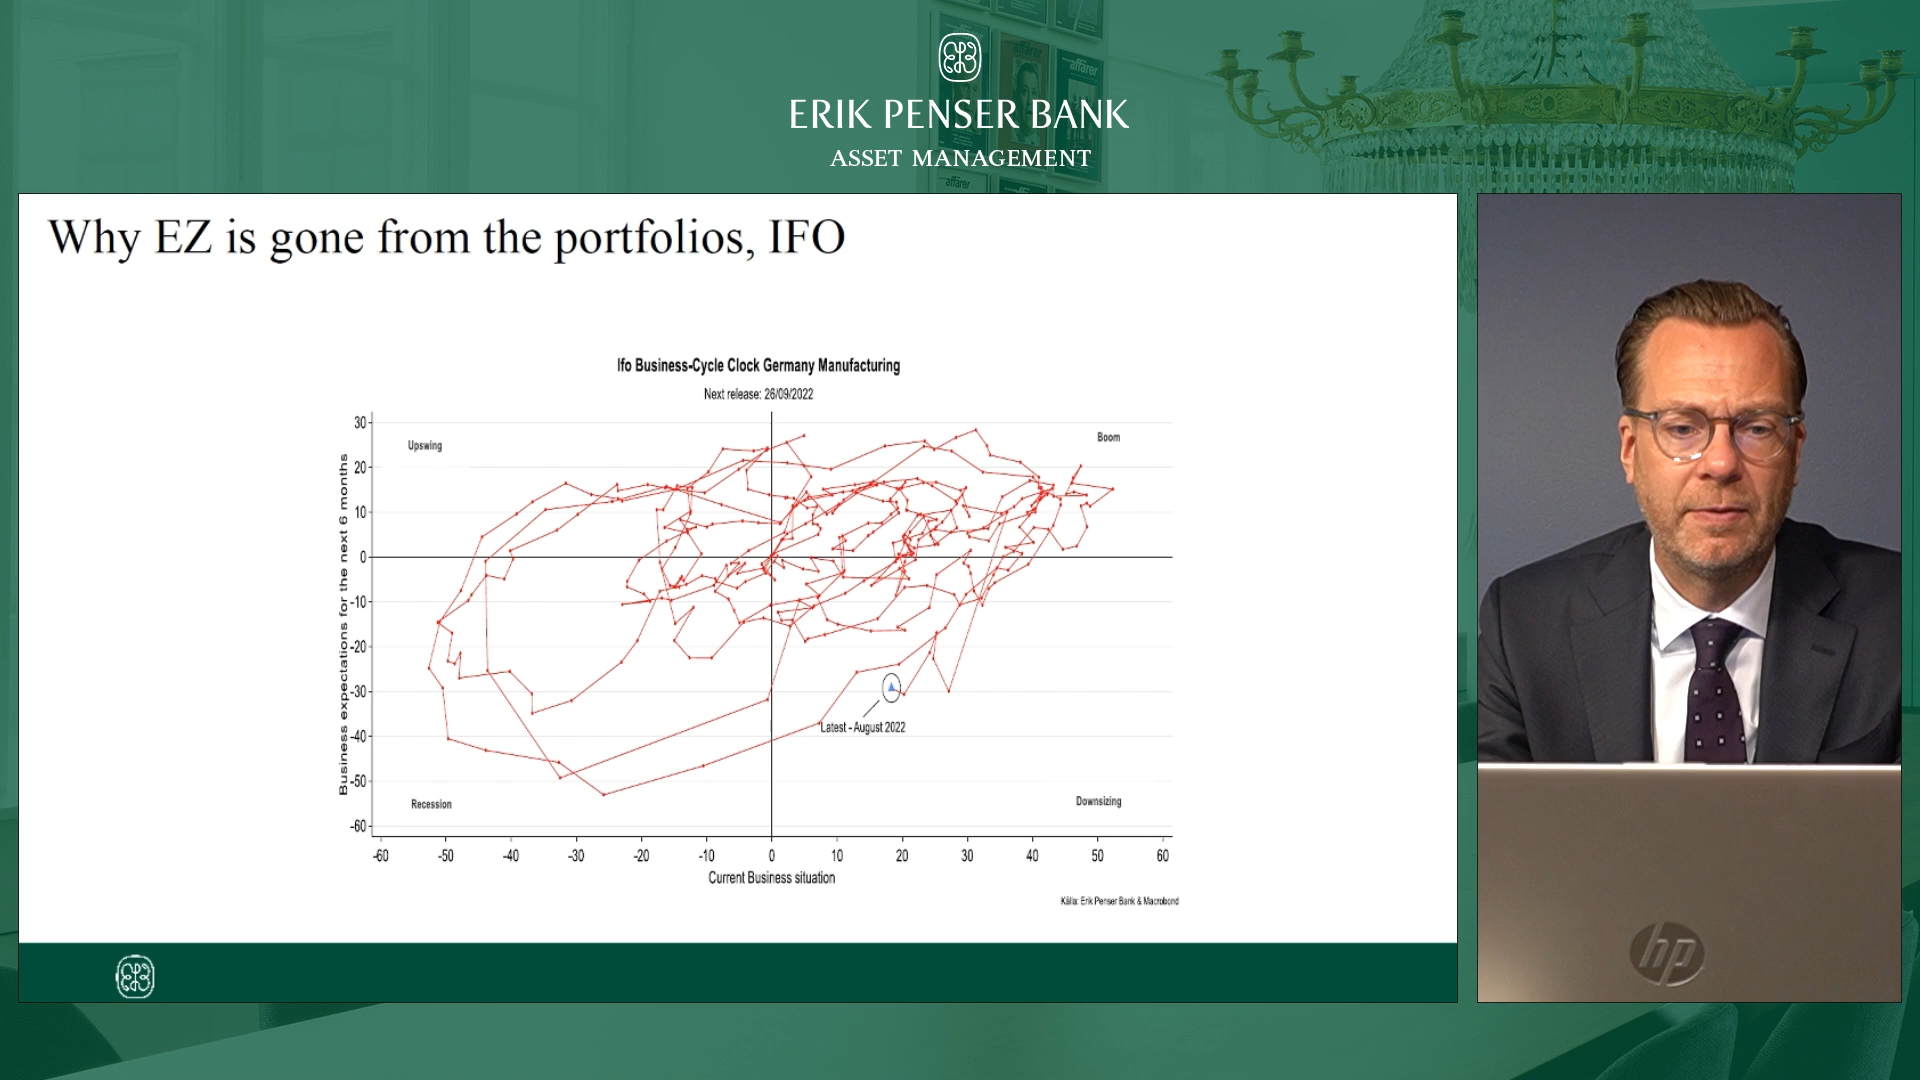 affärer
affärer
ERIK PENSER BANK
ASSET MANAGEMENT
affärer
Why EZ is gone from the portfolios, IFO
Ifo Business-Cycle Clock Germany Manufacturing
Next release: 26/09/2022
Business expectations for the next 6 months
30
20
10
0
-10
-20
-30
-40
-50
-60
Upswing
Boom
Latest - August 2022
Recession
Downsizing
-60 -50 -40 -30 -20 -10 0 10 20 30 40 50 60
Current Business situation
Källa: Erik Penser Bank & Macrobond
hp